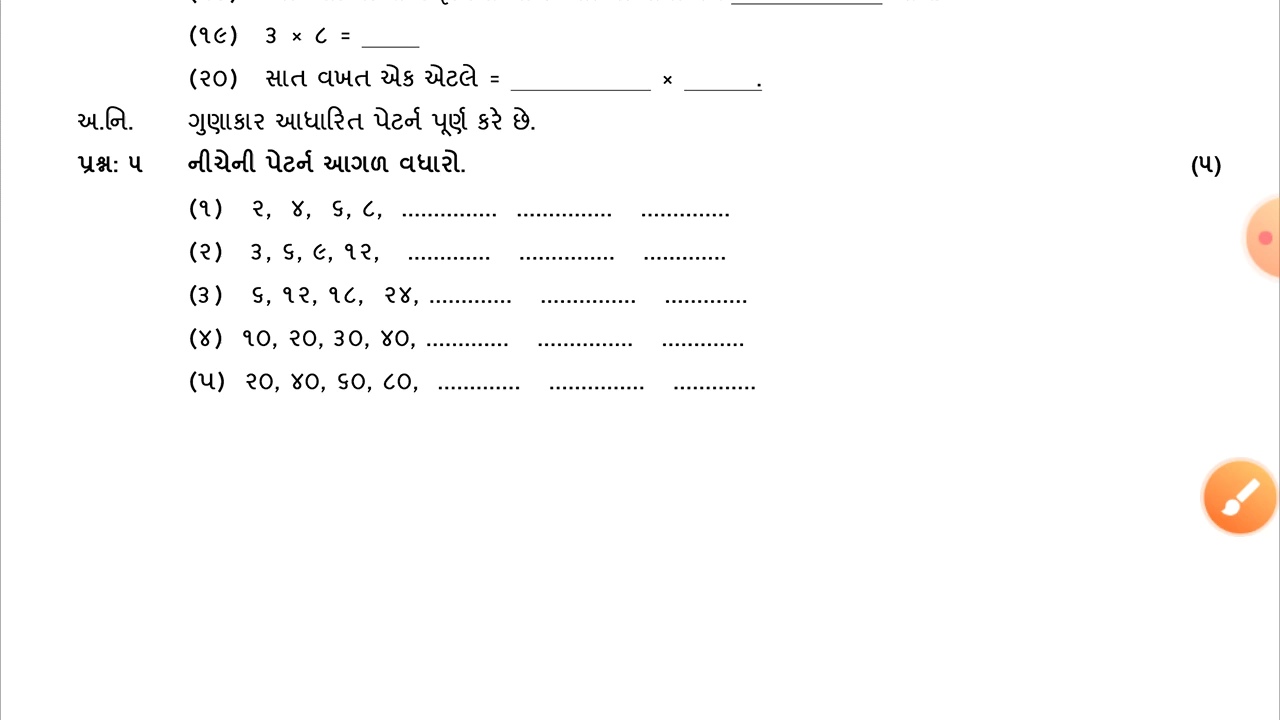 (૧૯) ૩ × ૮ = ____
(૨૦) સાત વખત એક એટલે = __________ × _____.
અ.નિ. ગુણાકાર આધારિત પેટર્ન પૂર્ણ કરે છે.
પ્રશ્ન: ૫ નીચેની પેટર્ન આગળ વધારો. (૫)
(૧) ૨, ૪, ૬, ૮, ............... ............... ..............
(૨) ૩, ૬, ૯, ૧૨, ............. ............... .............
(૩) ૬, ૧૨, ૧૮, ૨૪, ............. ............... .............
(૪) ૧૦, ૨૦, ૩૦, ૪૦, ............. ............... .............
(૫) ૨૦, ૪૦, ૬૦, ૮૦, ............. ............... .............